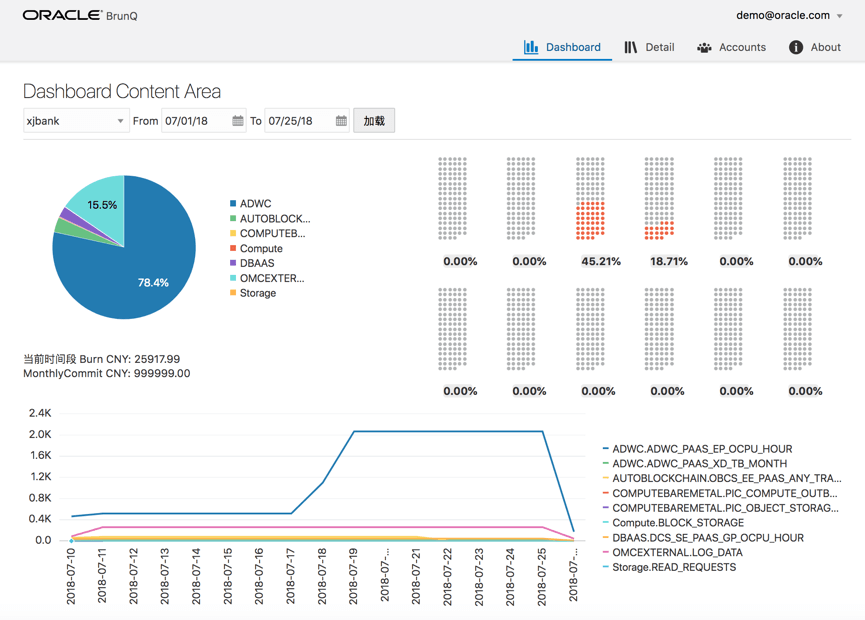 ORACLE BrunQ
demo@oracle.com
Dashboard
Detail
Accounts
About
Dashboard Content Area
xjbank
From 07/01/18
To 07/25/18
加载
15.5%
78.4%
ADWC
AUTOBLOCK...
COMPUTEB...
Compute
DBAAS
OMCEXTER...
Storage
0.00% 0.00% 45.21% 18.71% 0.00% 0.00%
0.00% 0.00% 0.00% 0.00% 0.00% 0.00%
当前时间段 Burn CNY: 25917.99
MonthlyCommit CNY: 999999.00
2.4K
2.0K
1.6K
1.2K
0.8K
0.4K
0.0
2018-07-10
2018-07-11
2018-07-12
2018-07-13
2018-07-14
2018-07-15
2018-07-16
2018-07-17
2018-07-18
2018-07-19
2018-07-...
2018-07-21
2018-07-22
2018-07-23
2018-07-24
2018-07-25
2018-07-...
ADWC.ADWC_PAAS_EP_OCPU_HOUR
ADWC.ADWC_PAAS_XD_TB_MONTH
AUTOBLOCKCHAIN.OBCS_EE_PAAS_ANY_TRA...
COMPUTEBAREMETAL.PIC_COMPUTE_OUTB...
COMPUTEBAREMETAL.PIC_OBJECT_STORAG...
Compute.BLOCK_STORAGE
DBAAS.DCS_SE_PAAS_GP_OCPU_HOUR
OMCEXTERNAL.LOG_DATA
Storage.READ_REQUESTS